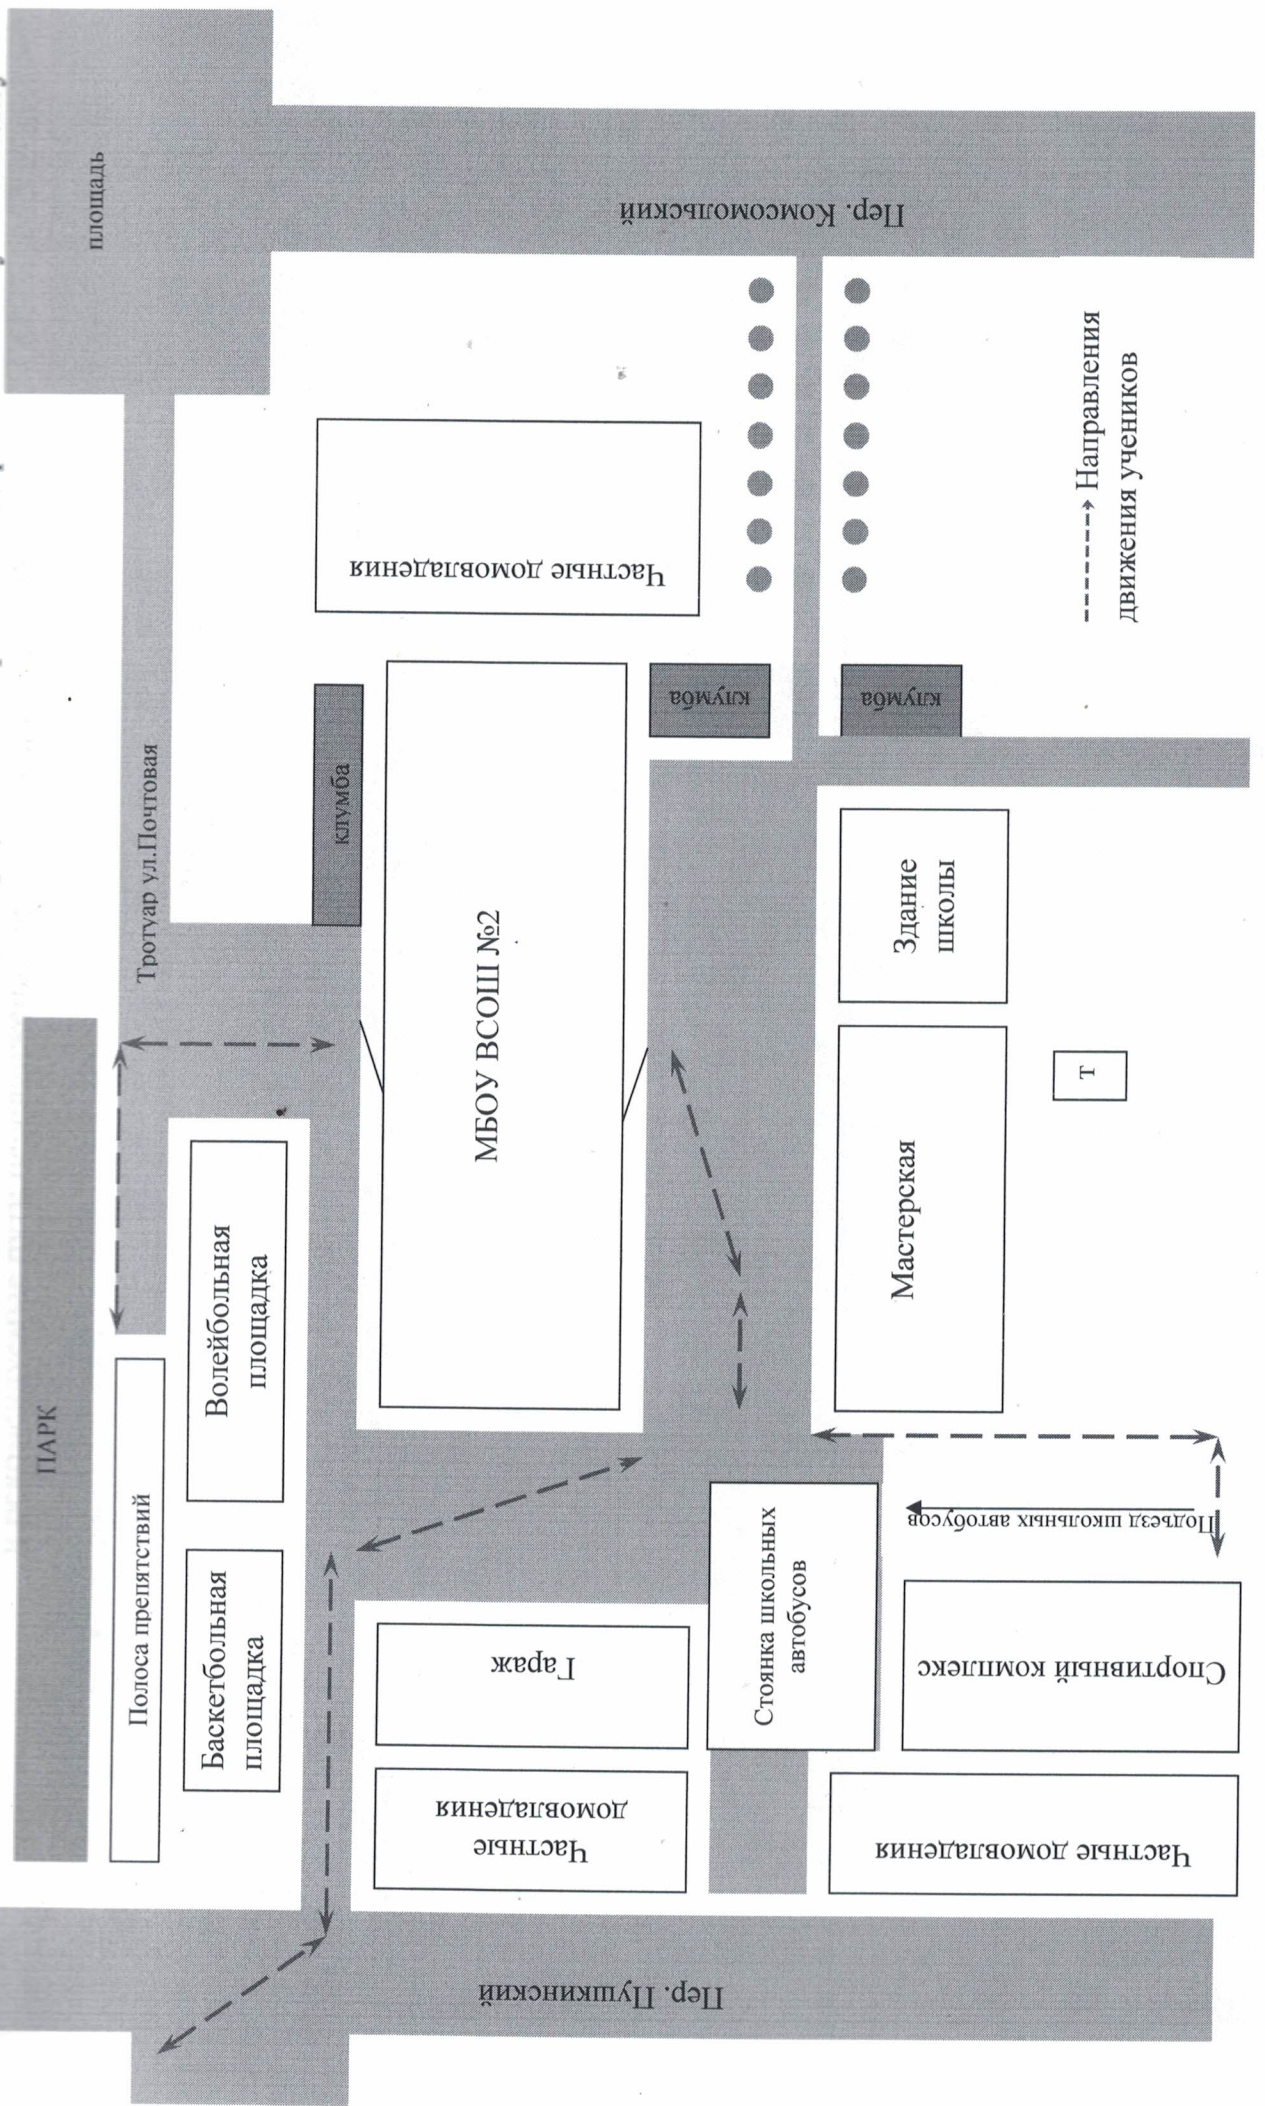 ПАРК
площадь
Полоса препятствий
Тротуар ул.Почтовая
Баскетбольная
площадка
Волейбольная
площадка
клумба
Частные
домовладения
Гараж
МБОУ ВСОШ №2
Частные домовладения
Пер. Пушкинский
Пер. Комсомольский
Стоянка школьных
автобусов
клумба
клумба
Частные домовладения
Спортивный комплекс
Подъезд школьных автобусов
Мастерская
Здание
школы
Т
Направления
движения учеников